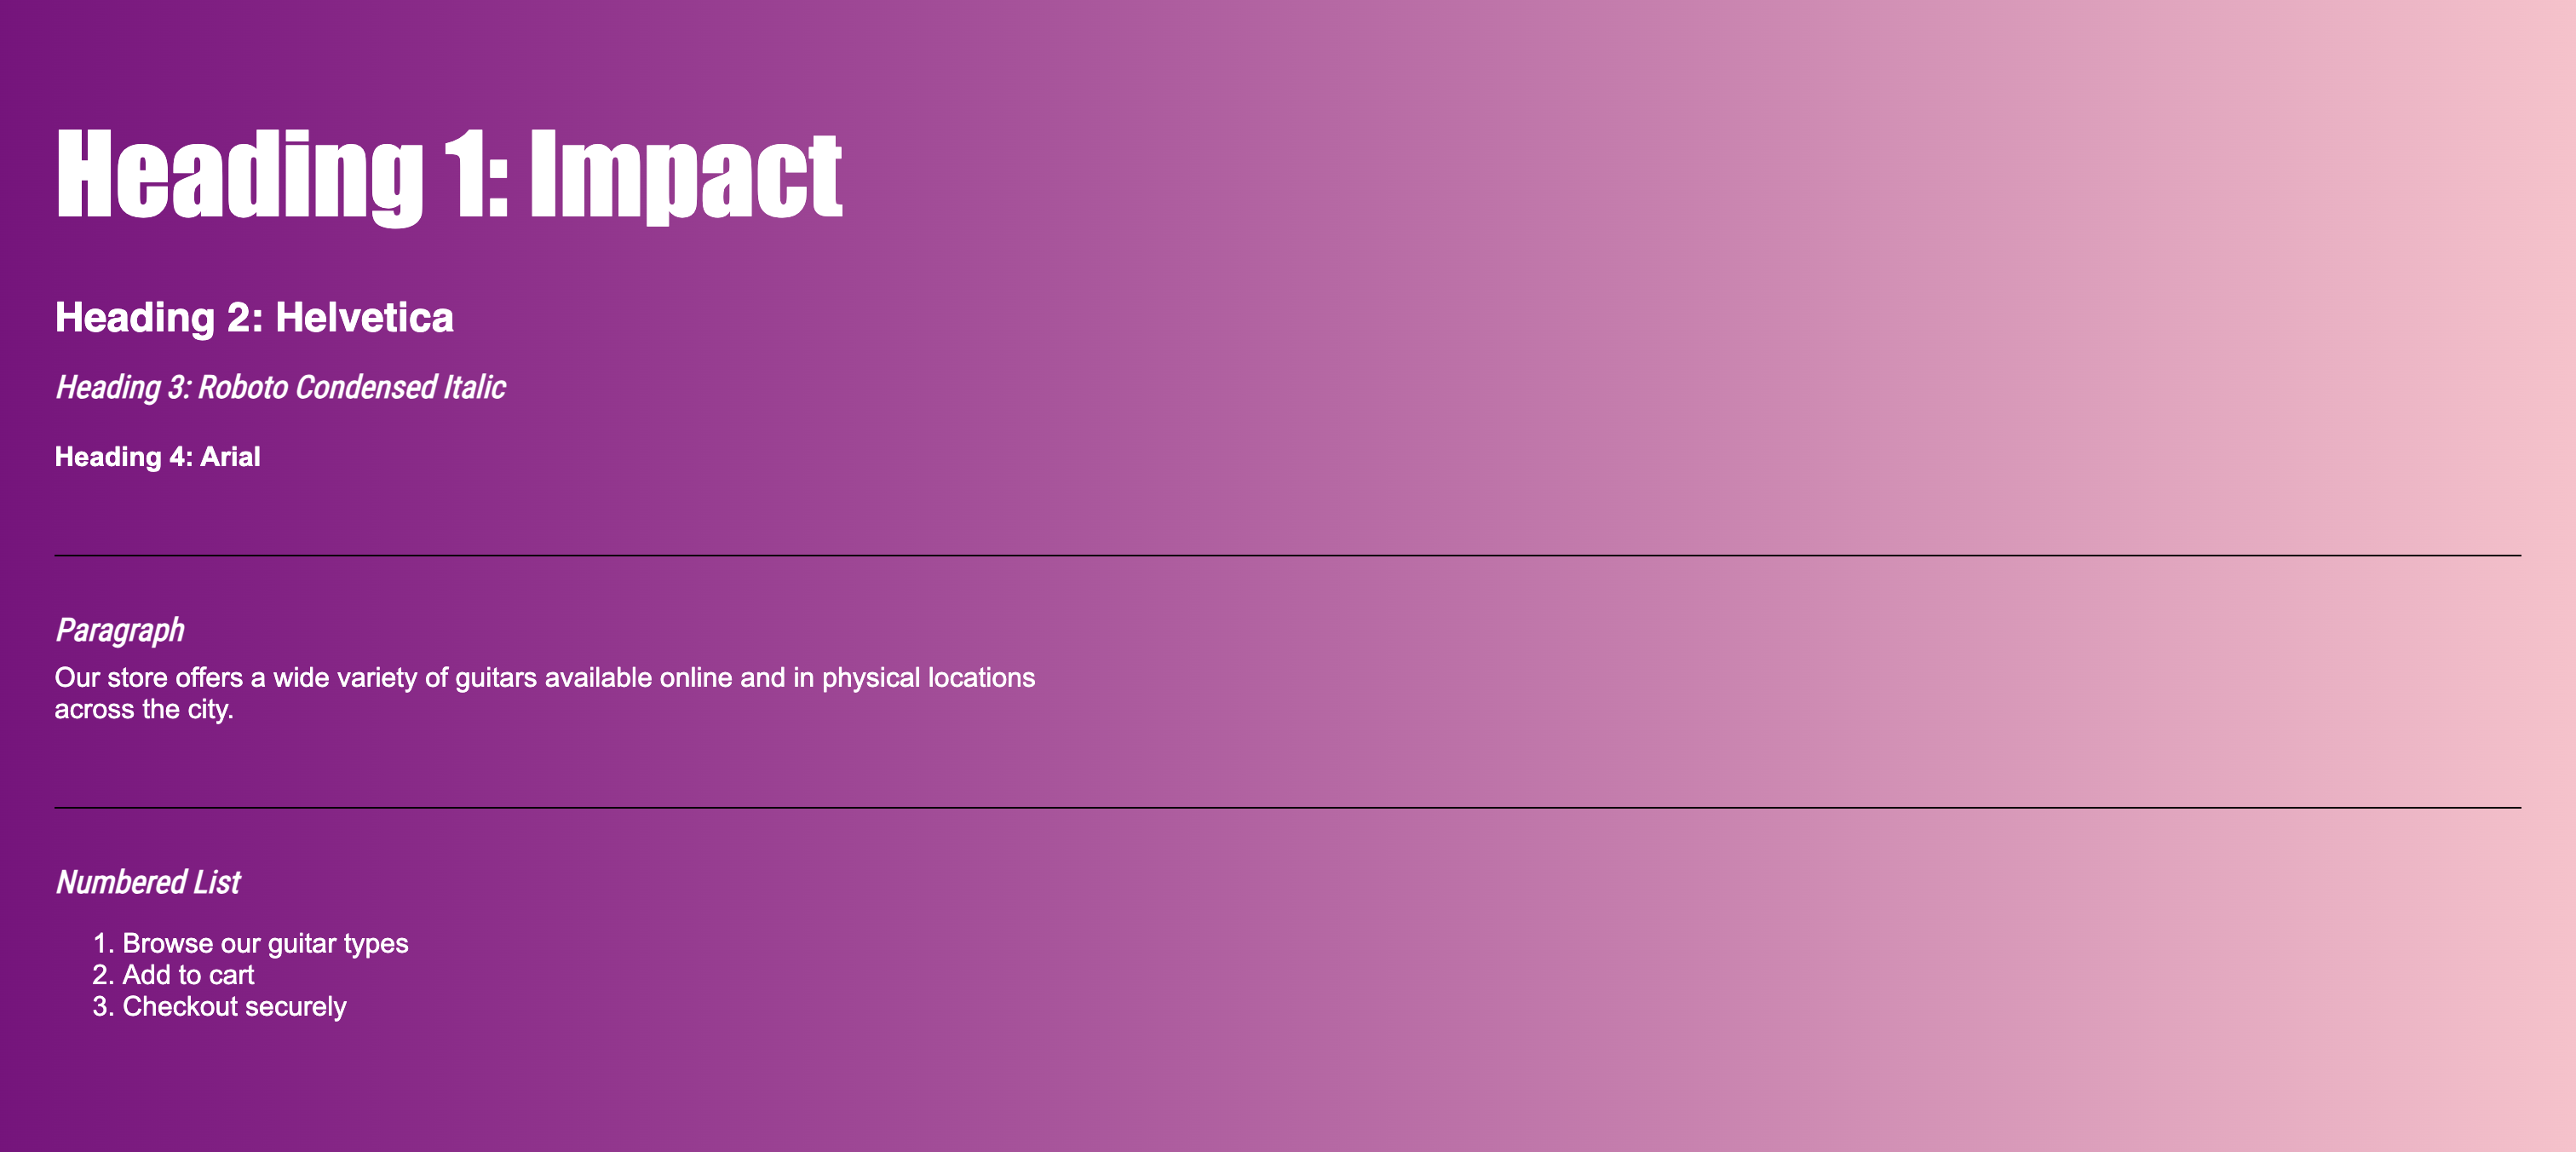 Heading 1: Impact
Heading 2: Helvetica
Heading 3: Roboto Condensed Italic
Heading 4: Arial
Paragraph
Our store offers a wide variety of guitars available online and in physical locations
across the city.
Numbered List
1. Browse our guitar types
2. Add to cart
3. Checkout securely